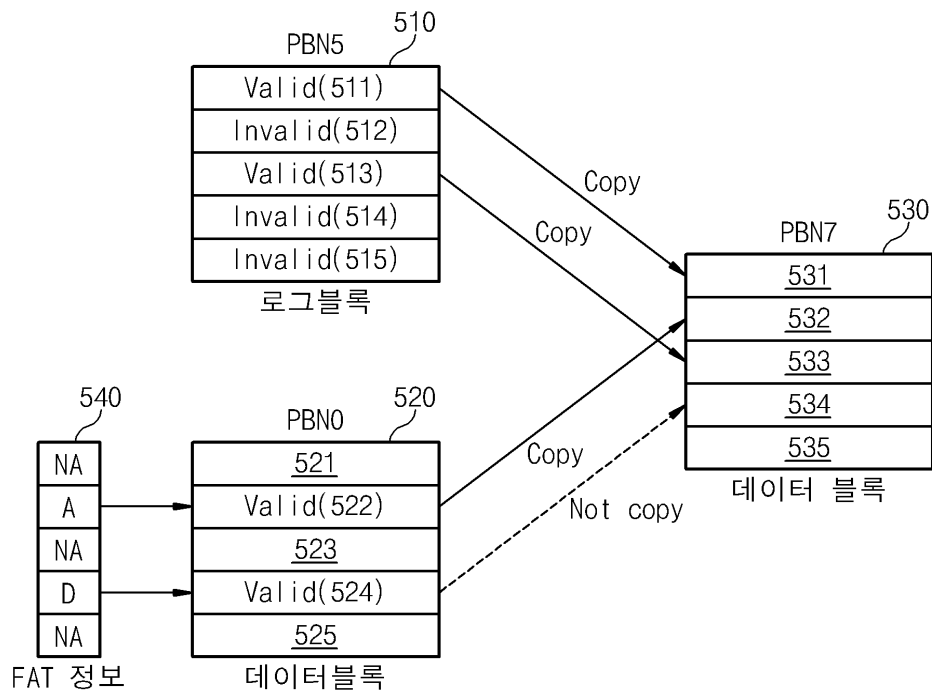 510
PBN5
Valid(511)
Invalid(512)
Valid(513)
Invalid(514)
Invalid(515)
로그블록
Copy
Copy
530
PBN7
531
532
533
534
535
데이터 블록
540
NA
A
NA
D
NA
FAT 정보
520
PBN0
521
Valid(522)
523
Valid(524)
525
데이터블록
Copy
Not copy